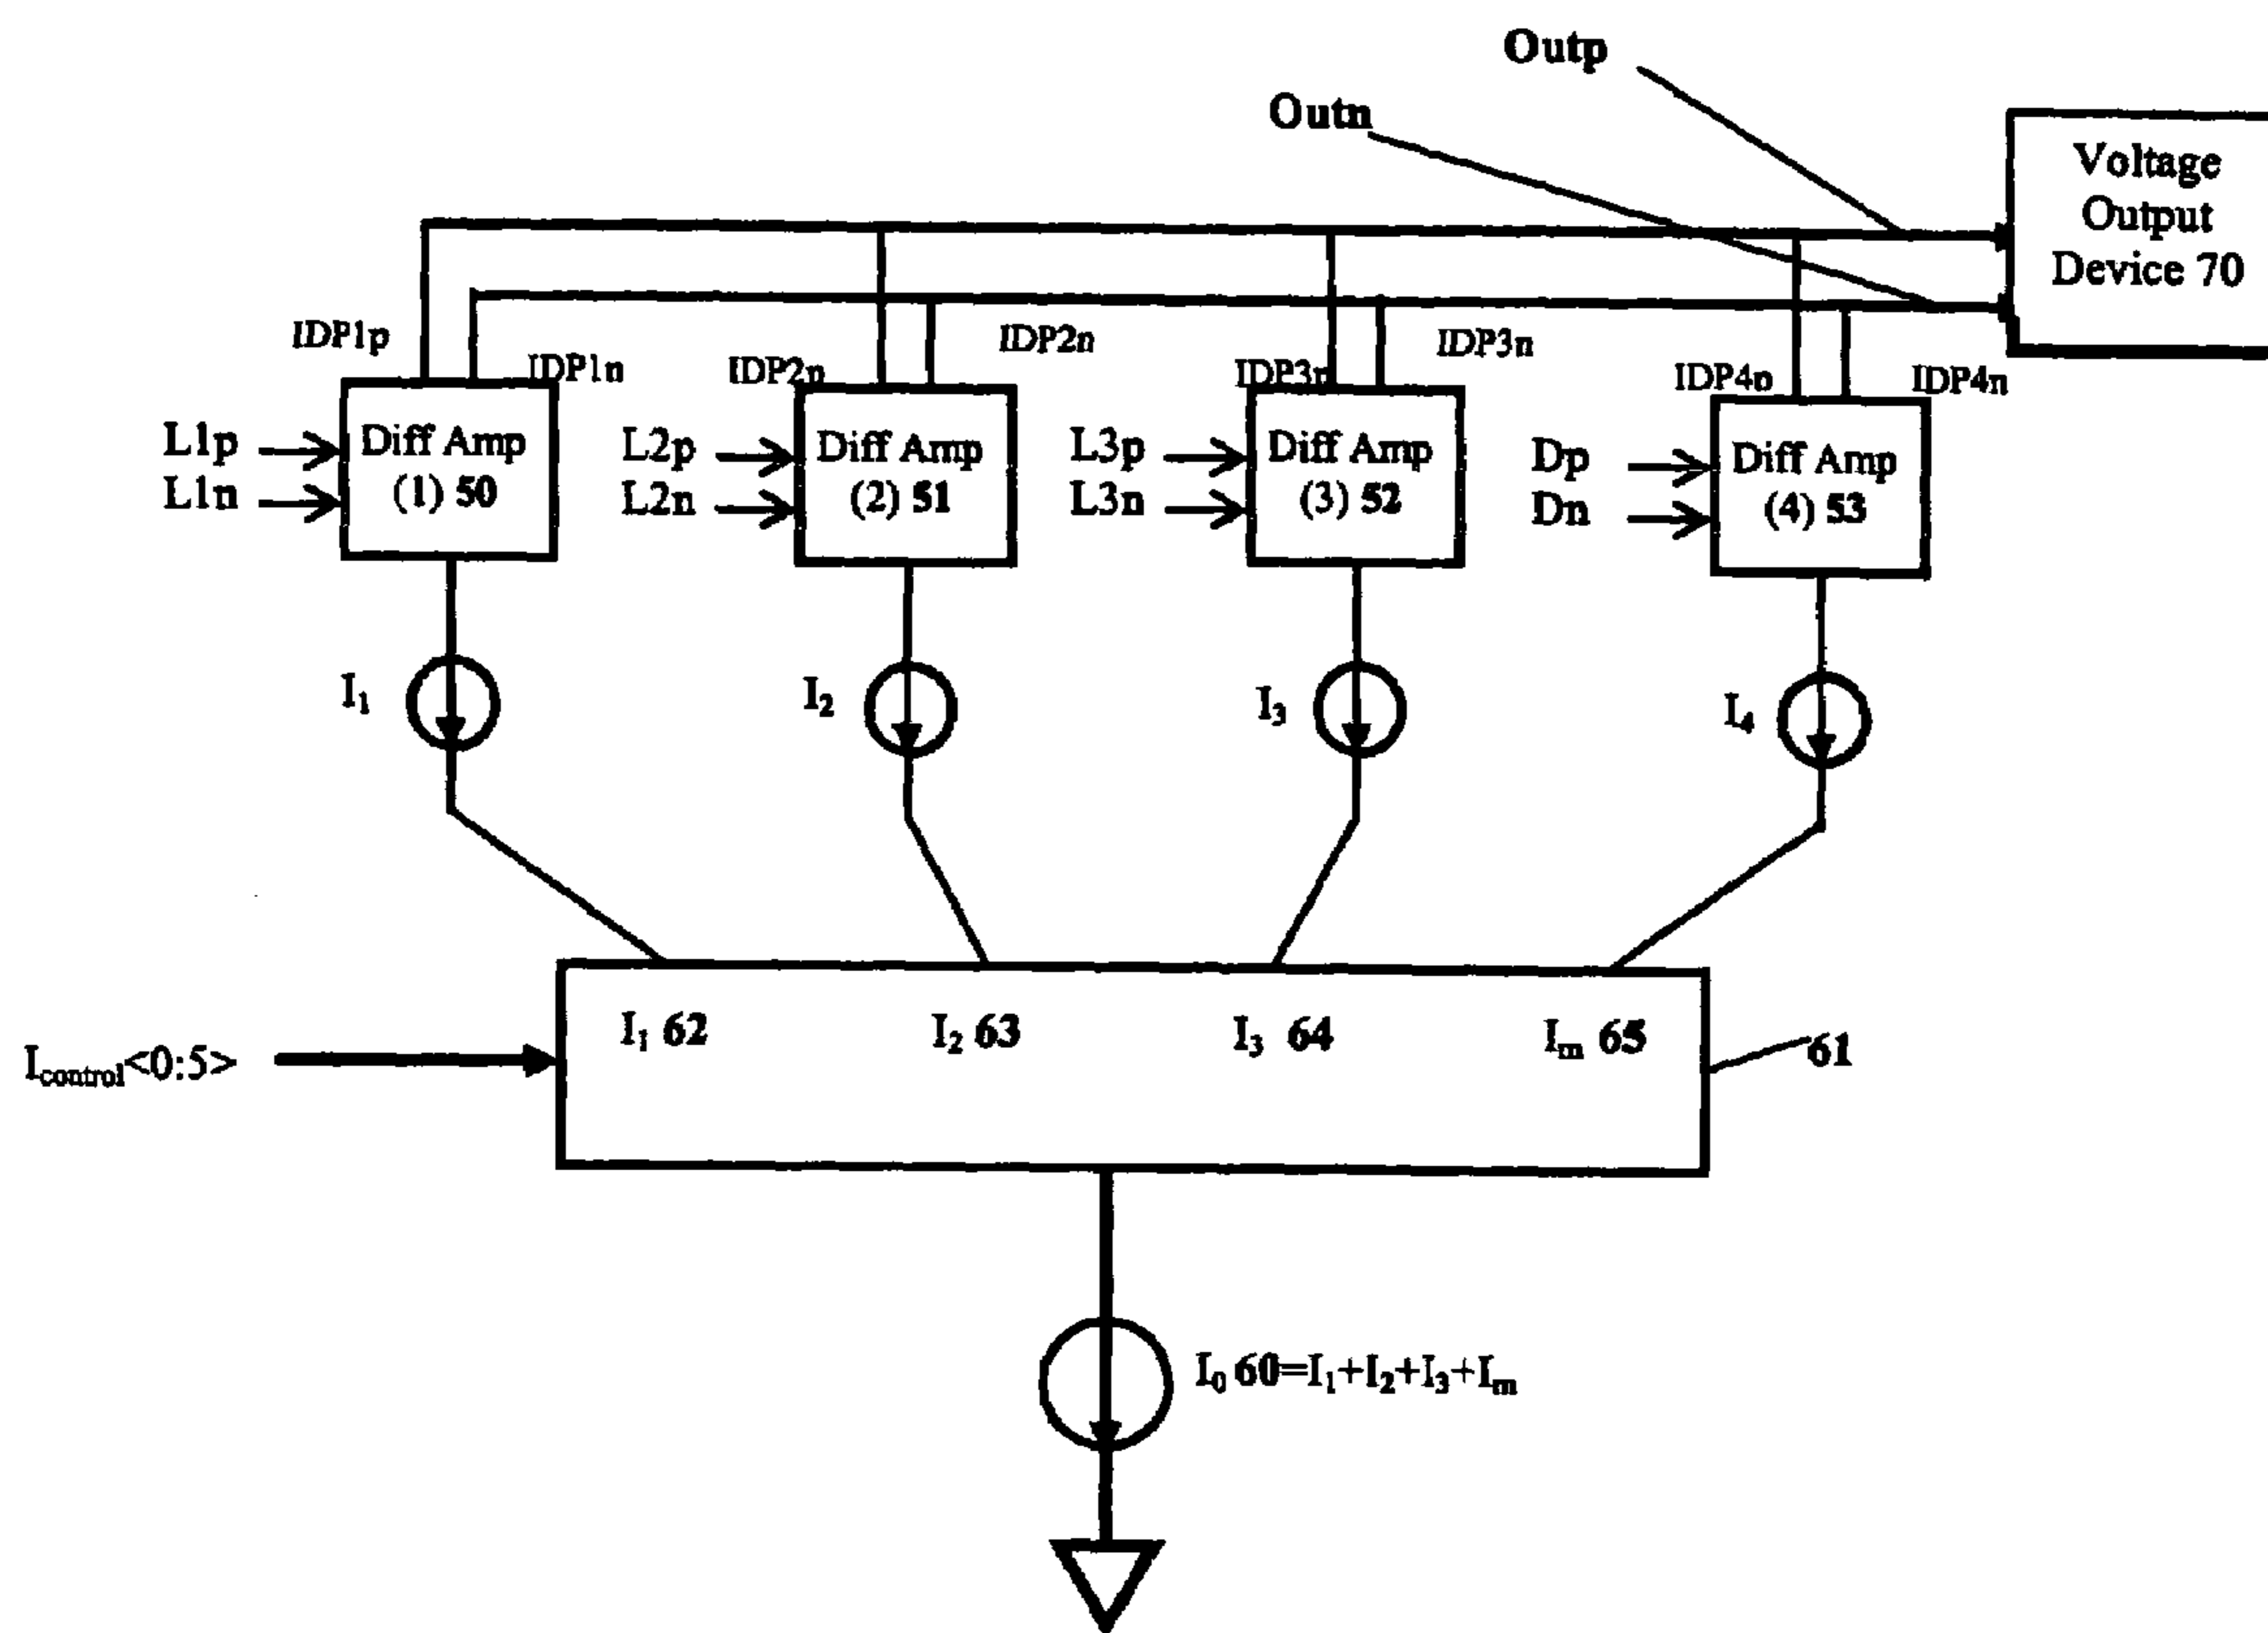 Outp
Outn
Voltage
Output
Device 70
IDP1p
IDP1n
IDP2n
IDP3n
IDP4n
L1p
L1n
Diff Amp
(1) 50
L2p
L2n
Diff Amp
(2) 51
L3p
L3n
Diff Amp
(3) 52
Dp
Dn
Diff Amp
(4) 53
I₁
I₂
I₃
I₄
I₁ 62
I₂ 63
I₃ 64
Iₘ 65
61
Icontrol<0:5>
I₀ 60=I₁+I₂+I₃+Iₘ